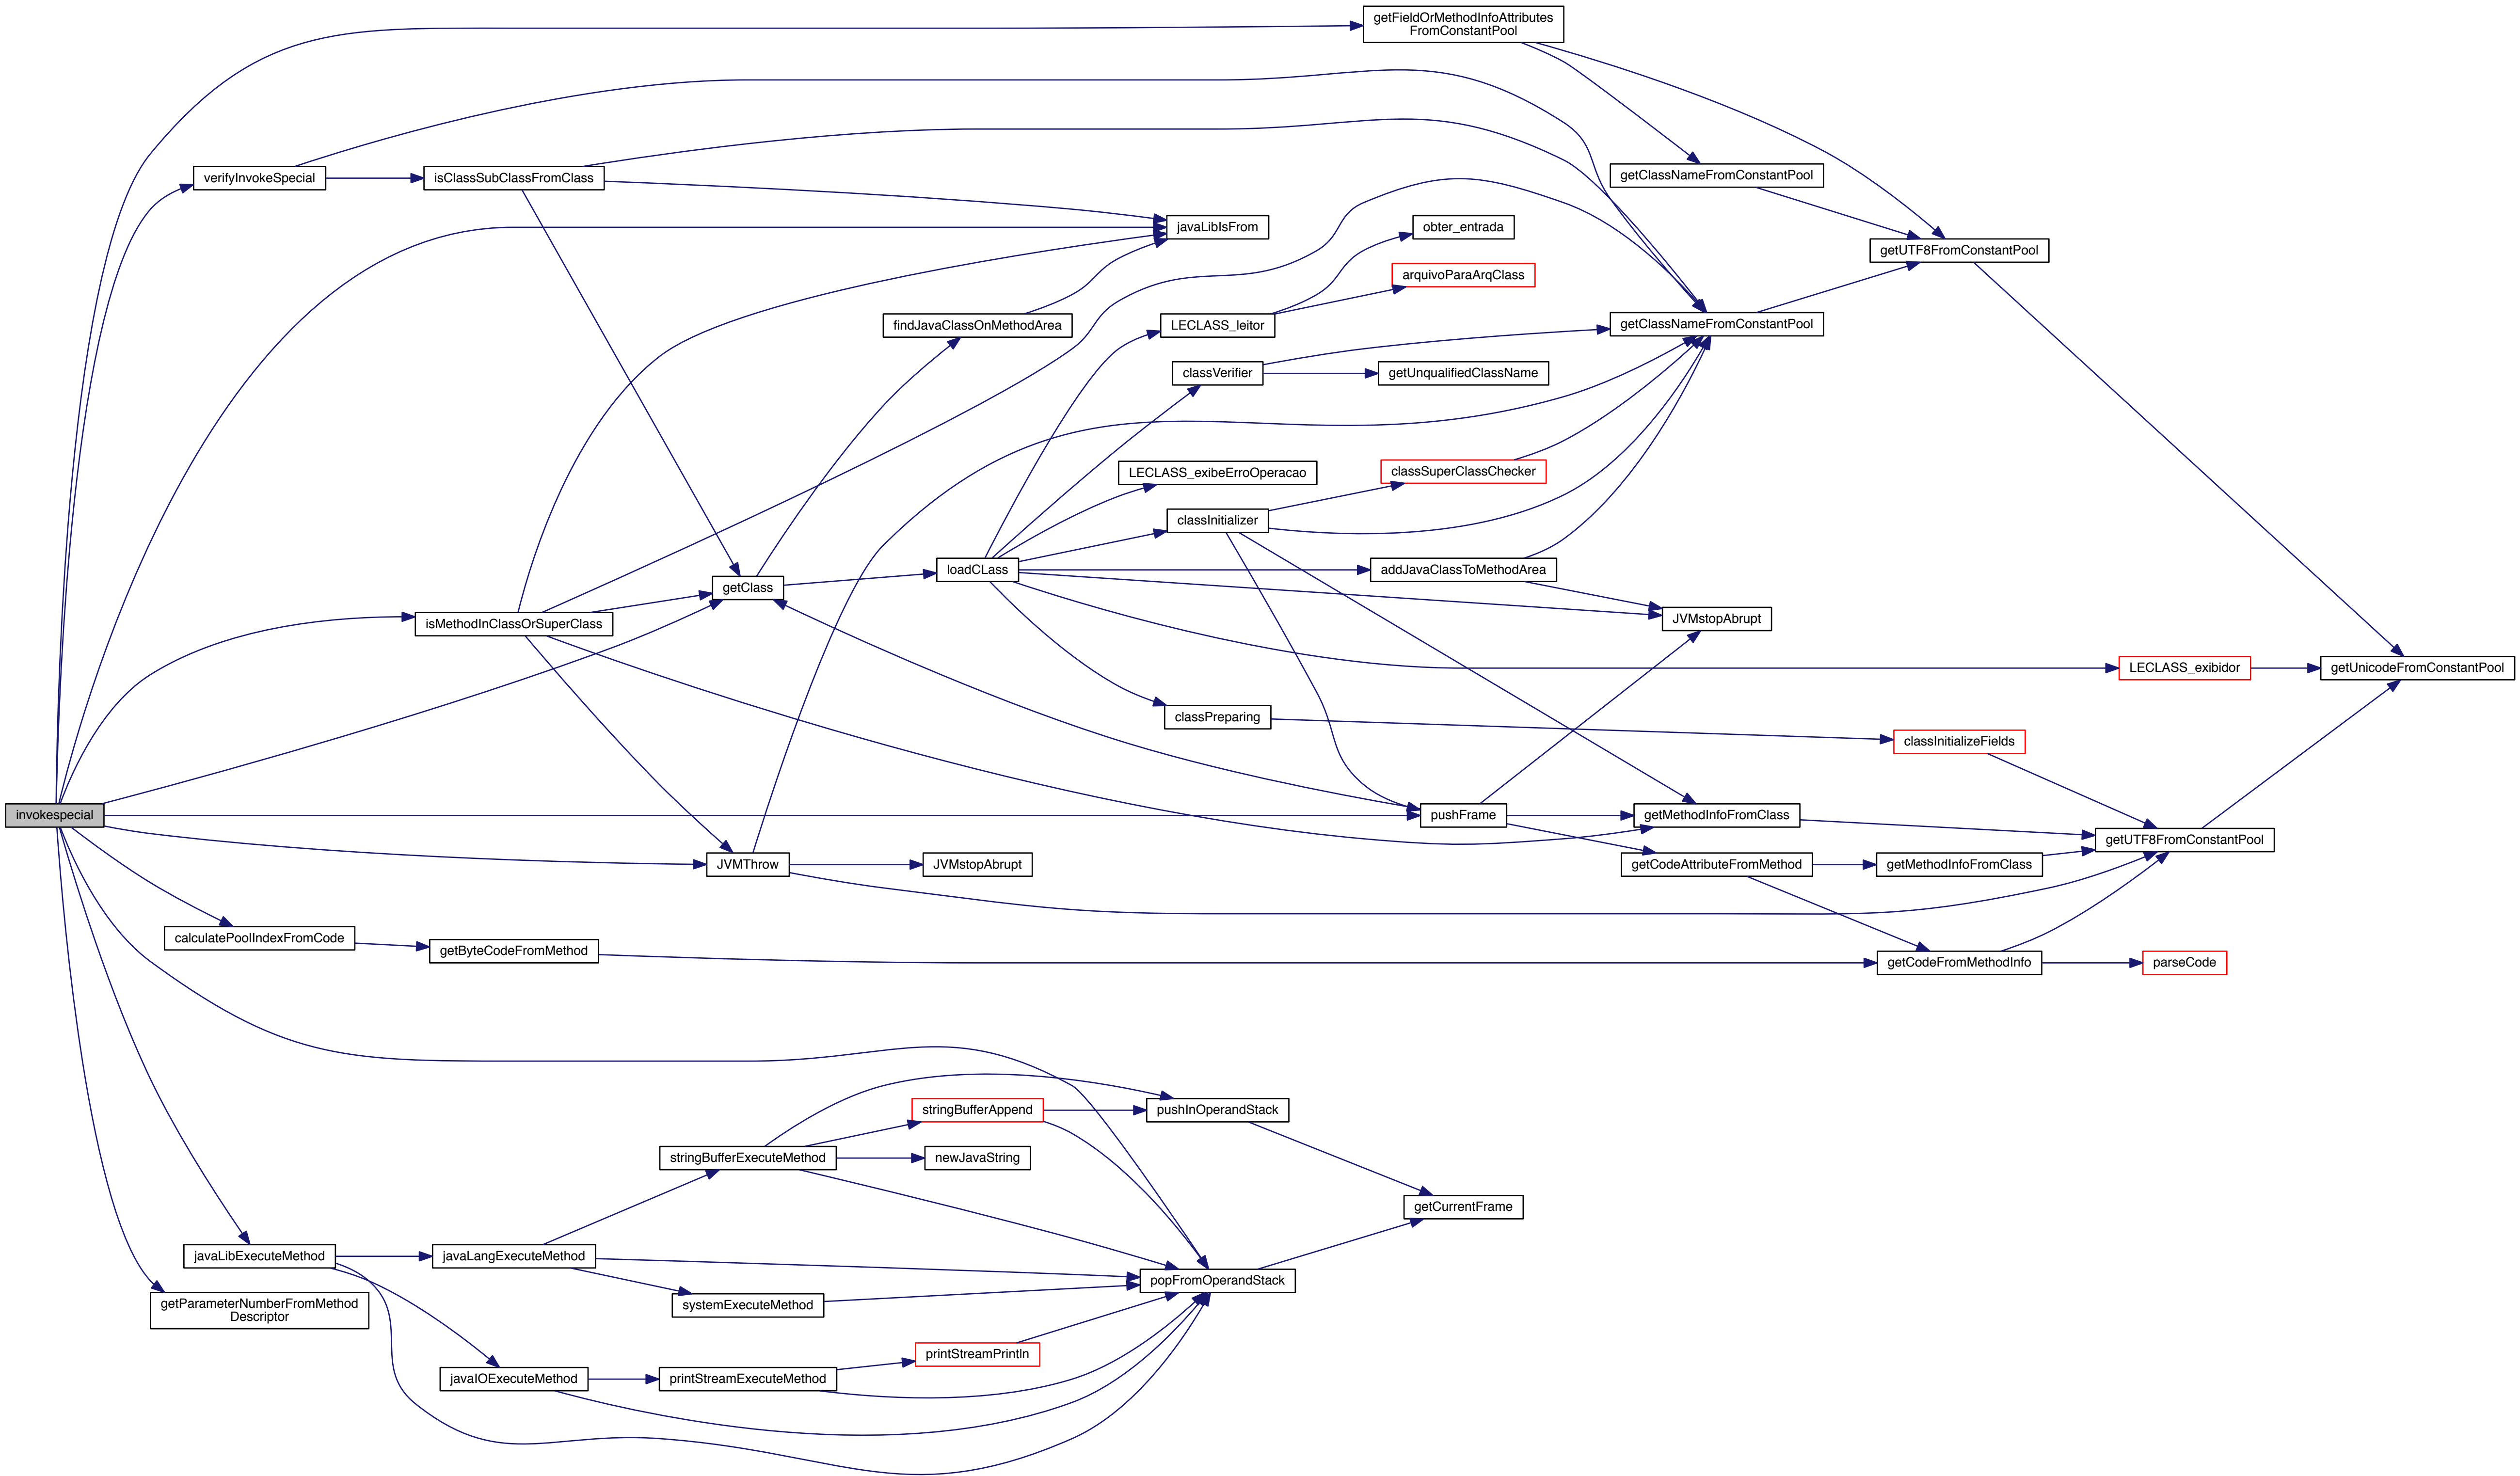 getFieldOrMethodInfoAttributes
FromConstantPool
verifyInvokeSpecial
isClassSubClassFromClass
getClassNameFromConstantPool
javaLibIsFrom
obter_entrada
getUTF8FromConstantPool
arquivoParaArqClass
findJavaClassOnMethodArea
LECLASS_leitor
getClassNameFromConstantPool
classVerifier
getUnqualifiedClassName
LECLASS_exibeErroOperacao
classSuperClassChecker
classInitializer
loadCLass
addJavaClassToMethodArea
getClass
isMethodInClassOrSuperClass
JVMstopAbrupt
LECLASS_exibidor
getUnicodeFromConstantPool
classPreparing
classInitializeFields
invokespecial
pushFrame
getMethodInfoFromClass
getUTF8FromConstantPool
JVMThrow
JVMstopAbrupt
getCodeAttributeFromMethod
getMethodInfoFromClass
calculatePoolIndexFromCode
getByteCodeFromMethod
getCodeFromMethodInfo
parseCode
stringBufferAppend
pushInOperandStack
stringBufferExecuteMethod
newJavaString
getCurrentFrame
javaLibExecuteMethod
javaLangExecuteMethod
popFromOperandStack
getParameterNumberFromMethod
Descriptor
systemExecuteMethod
printStreamPrintln
javaIOExecuteMethod
printStreamExecuteMethod